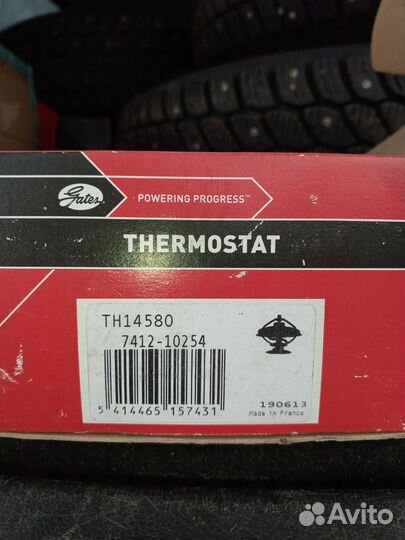 Gates
POWERING PROGRESS™
THERMOSTAT
TH14580
7412-10254
5 414465 157431
190613
Made in France
Avito